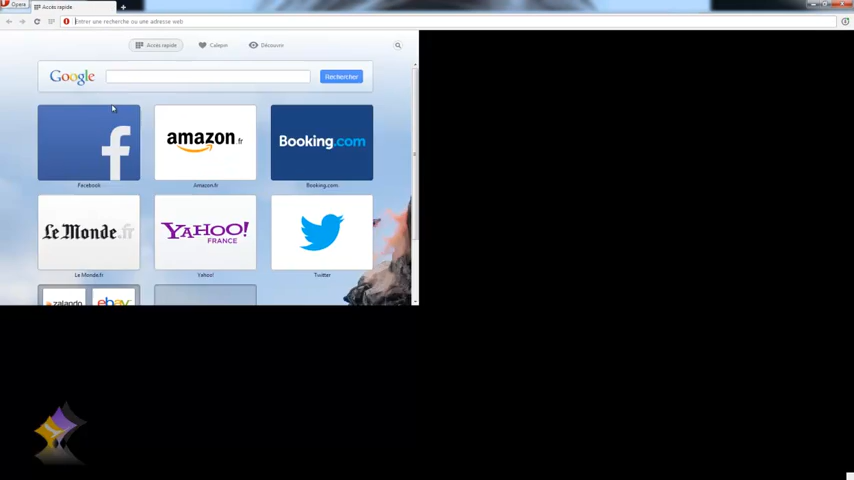 Opera
Accès rapide
Entrer une recherche ou une adresse web
Accès rapide
Calepin
Découvrir
Google
Rechercher
f
amazon.fr
Booking.com
Facebook
Amazon.fr
Booking.com
Le Monde.fr
YAHOO!
FRANCE
Le Monde.fr
Yahoo!
Twitter
zalando
ebay